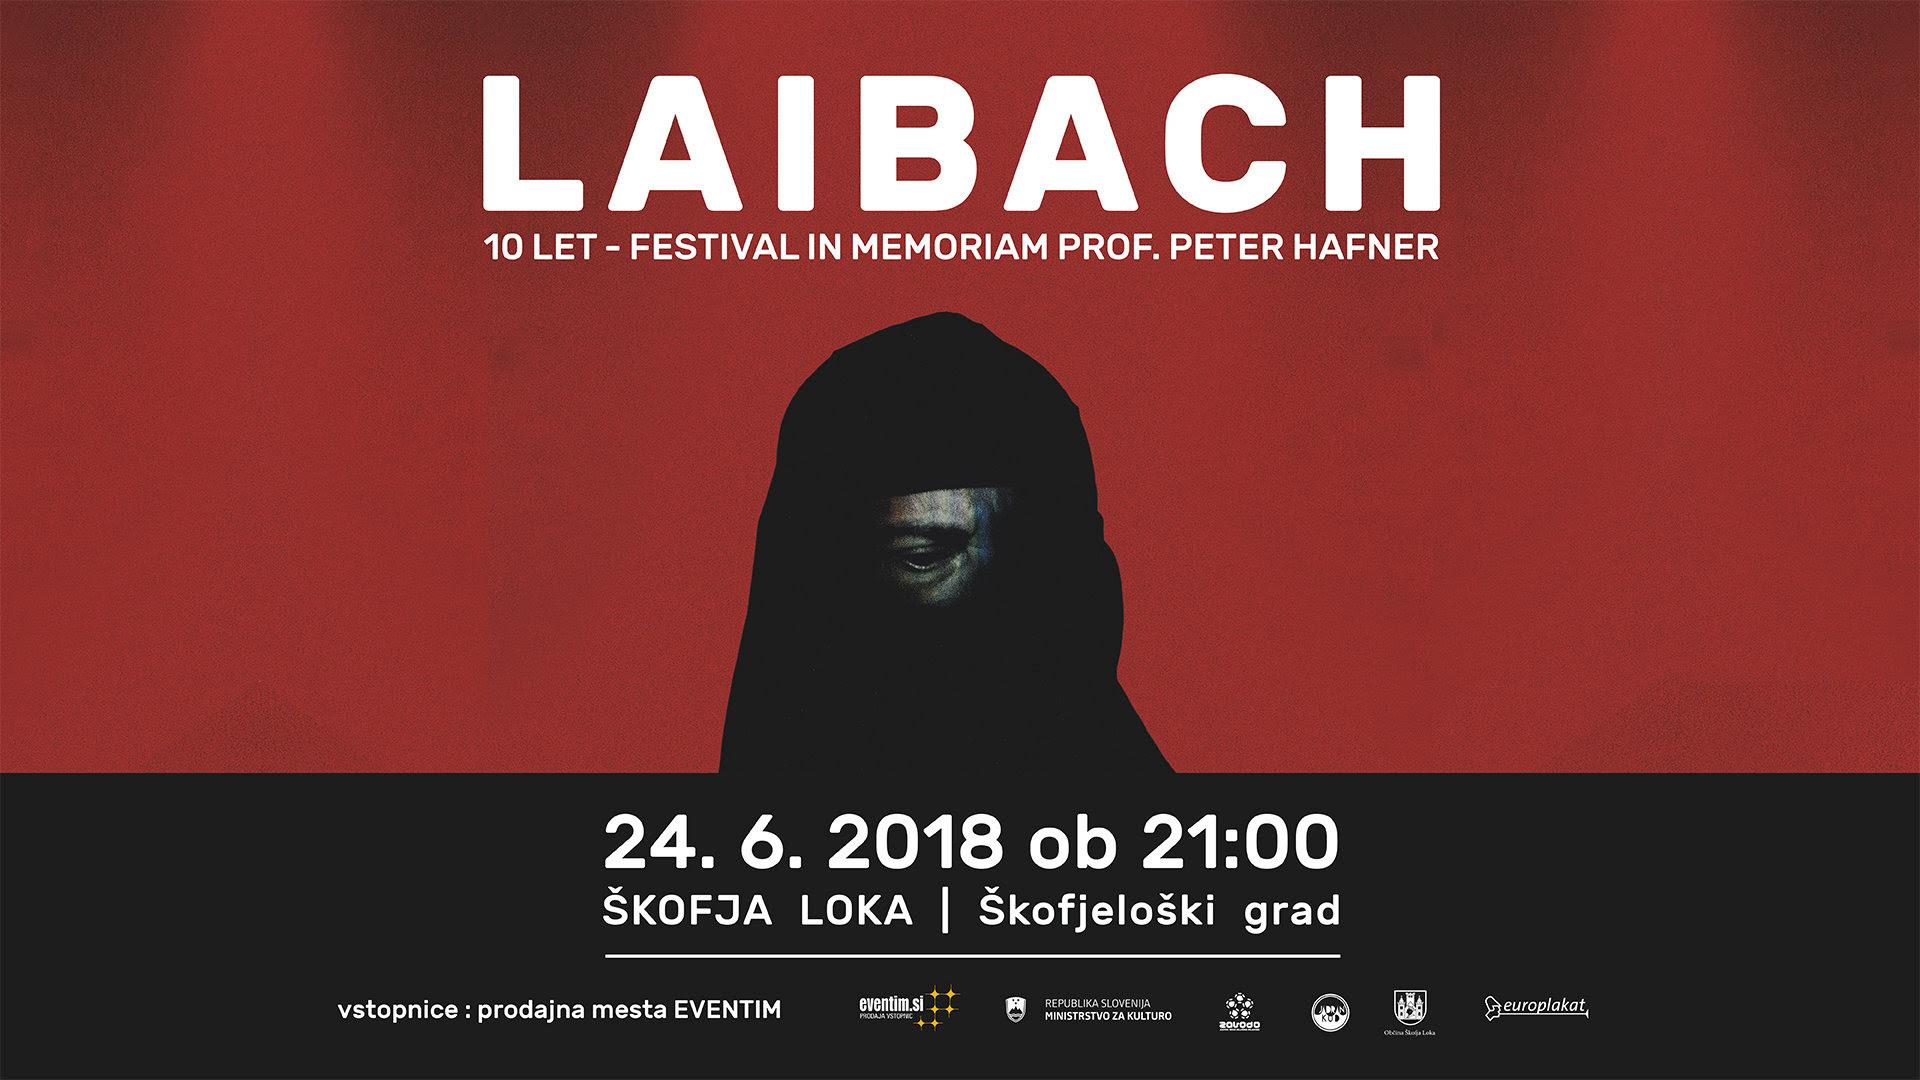 LAIBACH
10 LET - FESTIVAL IN MEMORIAM PROF. PETER HAFNER
24. 6. 2018 ob 21:00
ŠKOFJA LOKA | Škofjeloški grad
vstopnice : prodajna mesta EVENTIM
eventim.si
PRODAJA VSTOPNIC
REPUBLIKA SLOVENIJA
MINISTRSTVO ZA KULTURO
ZAVODO
Občina Škofja Loka
europlakat